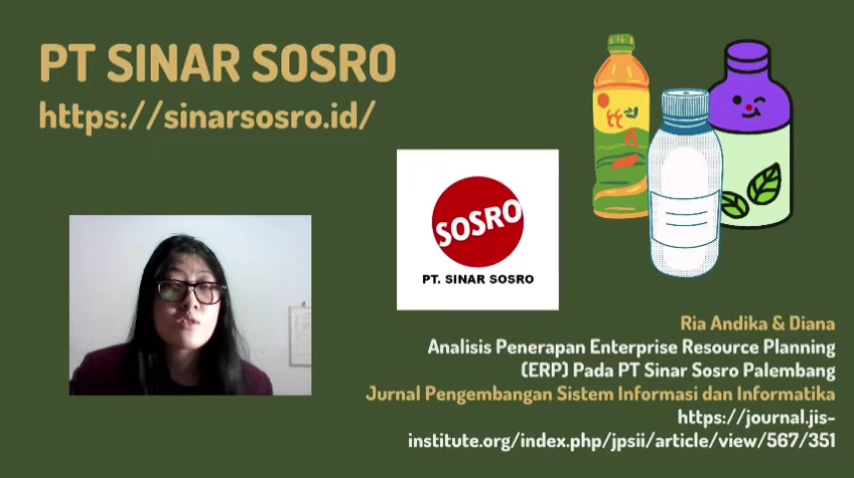 PT SINAR SOSRO
https://sinarsosro.id/
SOSRO
PT. SINAR SOSRO
Ria Andika & Diana
Analisis Penerapan Enterprise Resource Planning
(ERP) Pada PT Sinar Sosro Palembang
Jurnal Pengembangan Sistem Informasi dan Informatika
https://journal.jis-
institute.org/index.php/jpsii/article/view/567/351